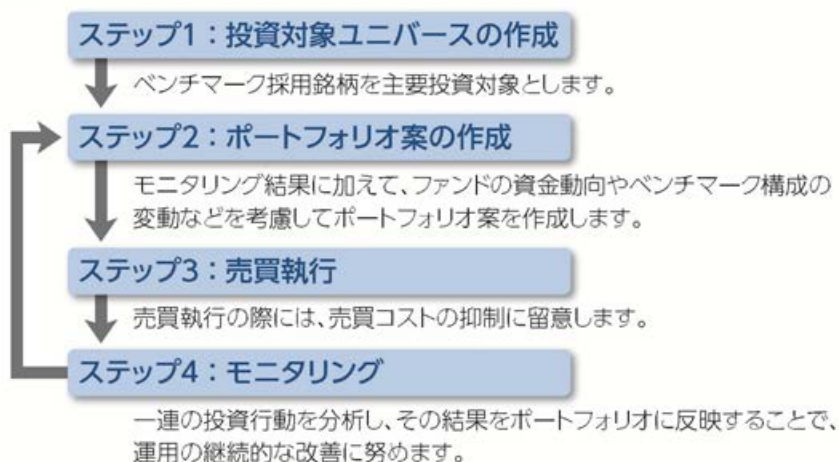 ステップ1：投資対象ユニバースの作成
ベンチマーク採用銘柄を主要投資対象とします。
ステップ2：ポートフォリオ案の作成
モニタリング結果に加えて、ファンドの資金動向やベンチマーク構成の
変動などを考慮してポートフォリオ案を作成します。
ステップ3：売買執行
売買執行の際には、売買コストの抑制に留意します。
ステップ4：モニタリング
一連の投資行動を分析し、その結果をポートフォリオに反映することで、
運用の継続的な改善に努めます。